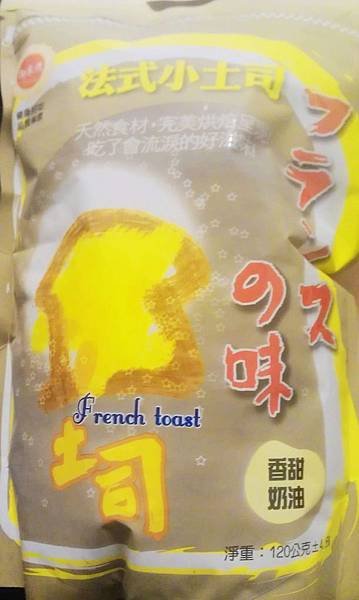 法式小土司
天然食材・完美烘焙
吃了會流淚的好滋
フランス
の味
French toast
土司
香甜
奶油
淨重：120公克±4.5